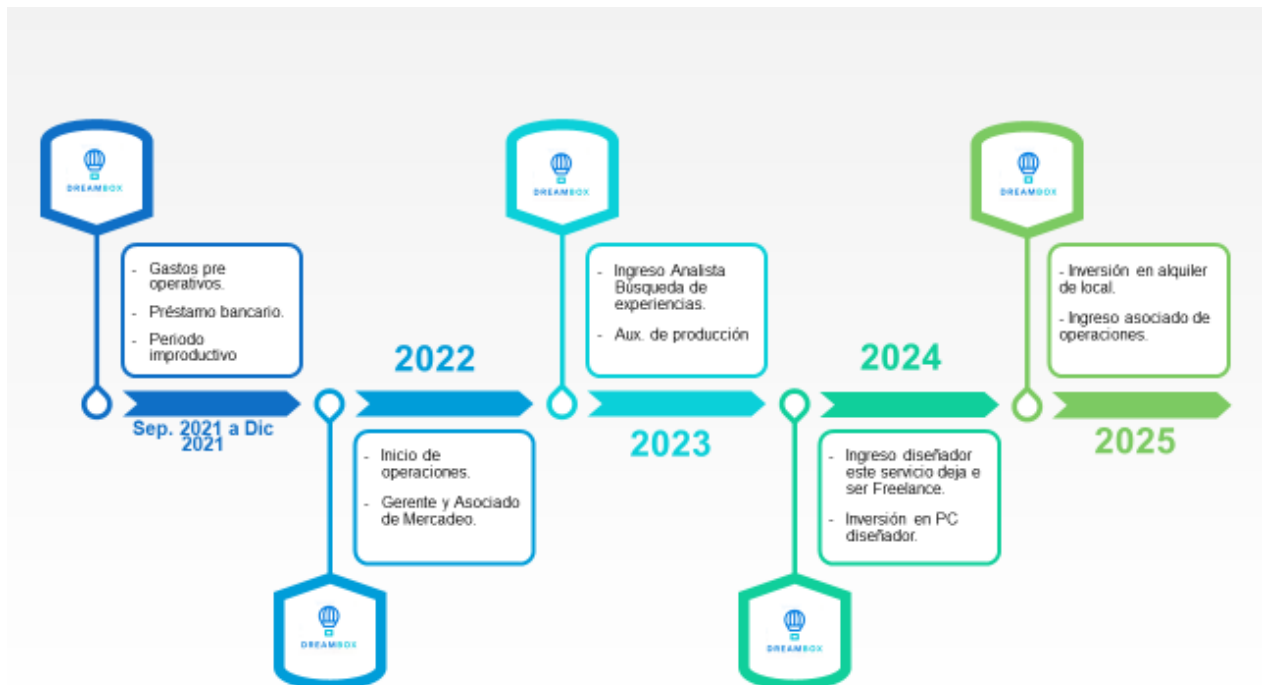 DREAMBOX
- Gastos pre
operativos.
- Préstamo bancario.
- Periodo
improductivo
Sep. 2021 a Dic
2021
2022
- Inicio de
operaciones.
- Gerente y Asociado
de Mercadeo.
DREAMBOX
DREAMBOX
- Ingreso Analista
Búsqueda de
experiencias.
- Aux. de producción
2023
2024
- Ingreso diseñador
este servicio deja e
ser Freelance.
- Inversión en PC
diseñador.
DREAMBOX
DREAMBOX
- Inversión en alquiler
de local.
- Ingreso asociado de
operaciones.
2025